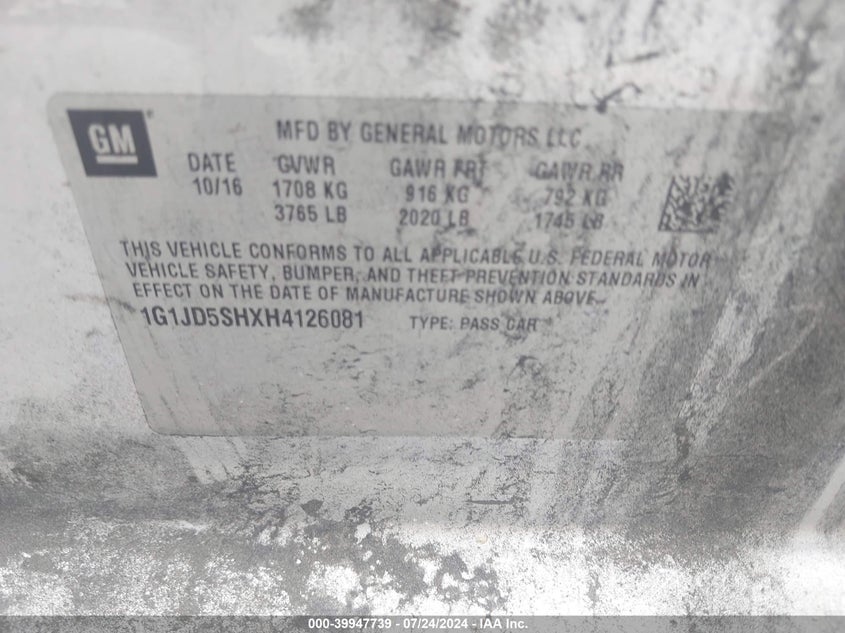 GM
MFD BY GENERAL MOTORS LLC
DATE GVWR GAWR FRT GAWR RR
10/16 1708 KG 916 KG 792 KG
3765 LB 2020 LB 1745 LB
THIS VEHICLE CONFORMS TO ALL APPLICABLE U.S. FEDERAL MOTOR
VEHICLE SAFETY, BUMPER, AND THEFT PREVENTION STANDARDS IN
EFFECT ON THE DATE OF MANUFACTURE SHOWN ABOVE.
1G1JD5SHXH4126081 TYPE: PASS CAR
000-39947739 - 07/24/2024 - IAA Inc.